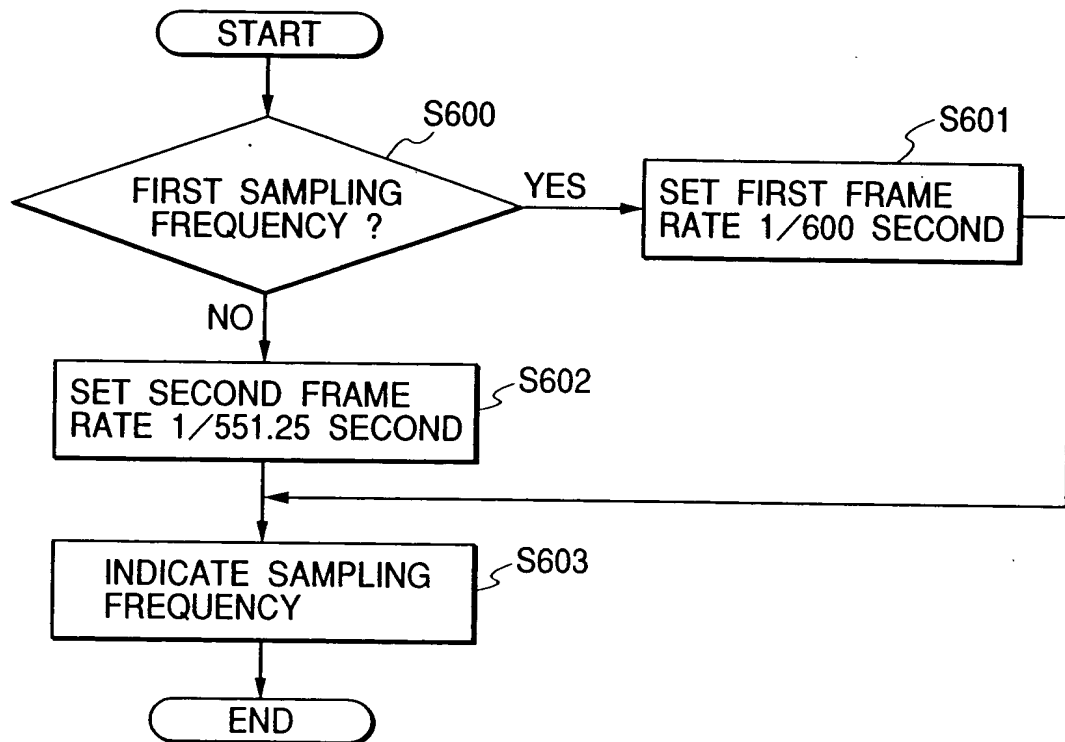 START
S600
FIRST SAMPLING
FREQUENCY ?
YES
S601
SET FIRST FRAME
RATE 1/600 SECOND
NO
S602
SET SECOND FRAME
RATE 1/551.25 SECOND
S603
INDICATE SAMPLING
FREQUENCY
END